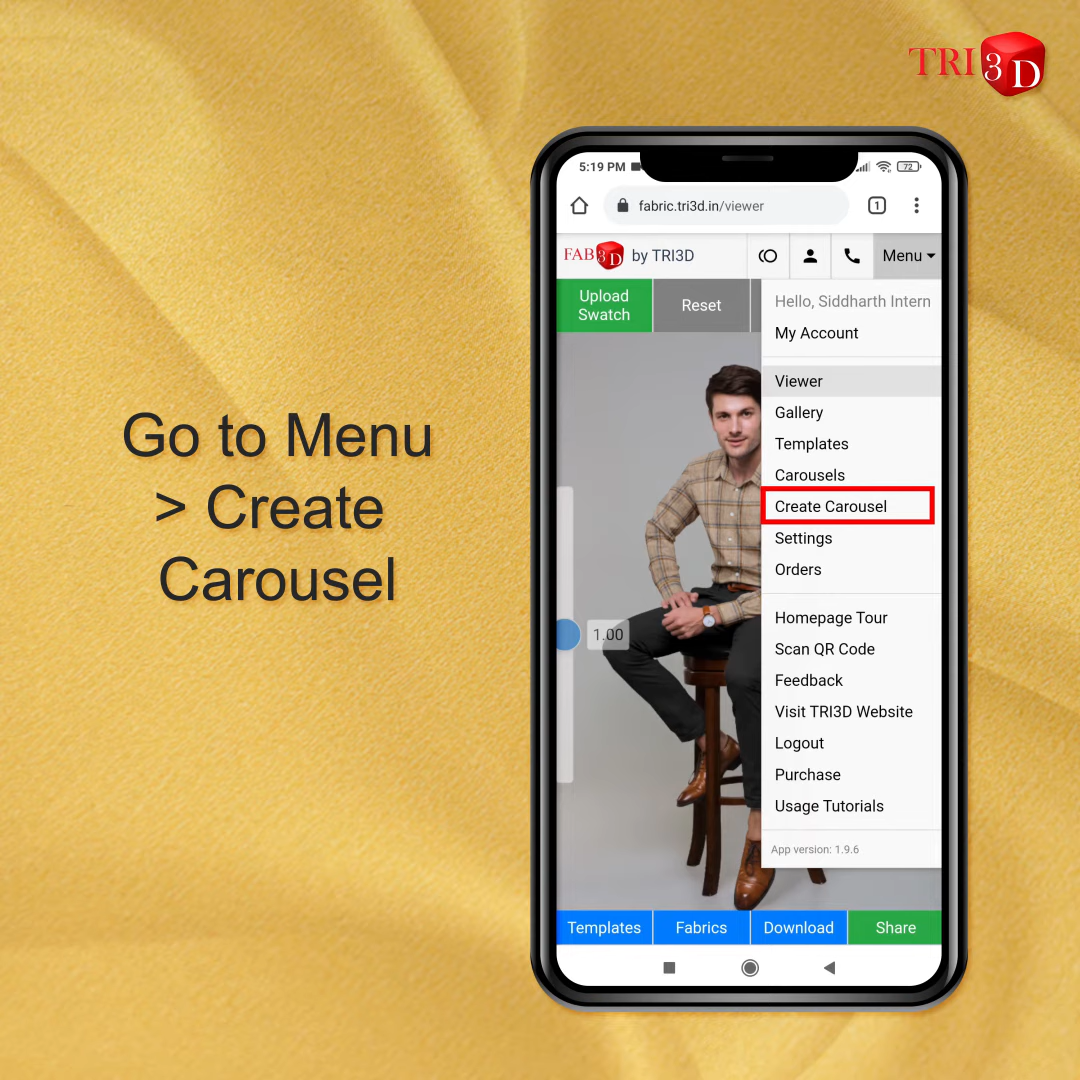 TRI3D
Go to Menu
> Create
Carousel
5:19 PM
72
fabric.tri3d.in/viewer
1
FAB3D by TRI3D
Menu
Upload
Swatch
Reset
Hello, Siddharth Intern
My Account
Viewer
Gallery
Templates
Carousels
Create Carousel
Settings
Orders
1.00
Homepage Tour
Scan QR Code
Feedback
Visit TRI3D Website
Logout
Purchase
Usage Tutorials
App version: 1.9.6
Templates
Fabrics
Download
Share